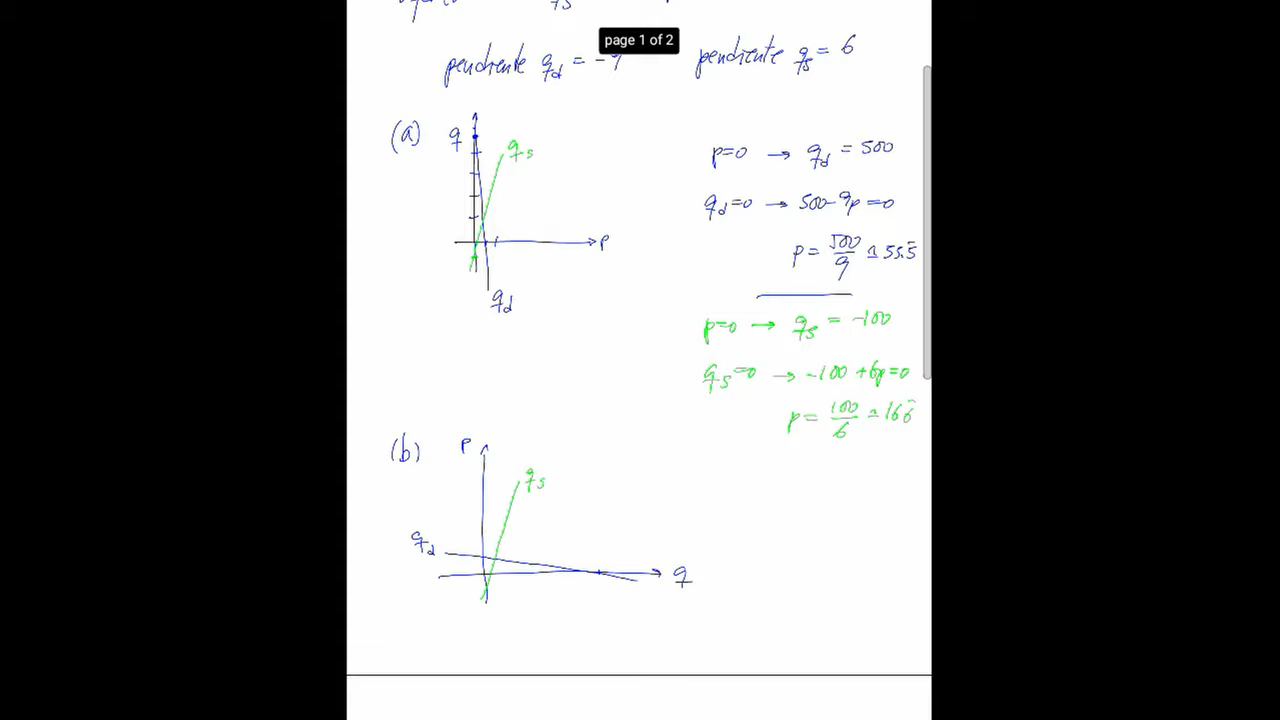 page 1 of 2
pendiente q_d = -9 pendiente q_s = 6
(a) q q_s
p=0 → q_d = 500
q_d=0 → 500-9p=0
P
p = 500/9 ≃ 55.5
q_d
p=0 → q_s = -100
q_s=0 → -100+6p=0
p = 100/6 ≃ 16.6
(b) P
q_s
q_d
q